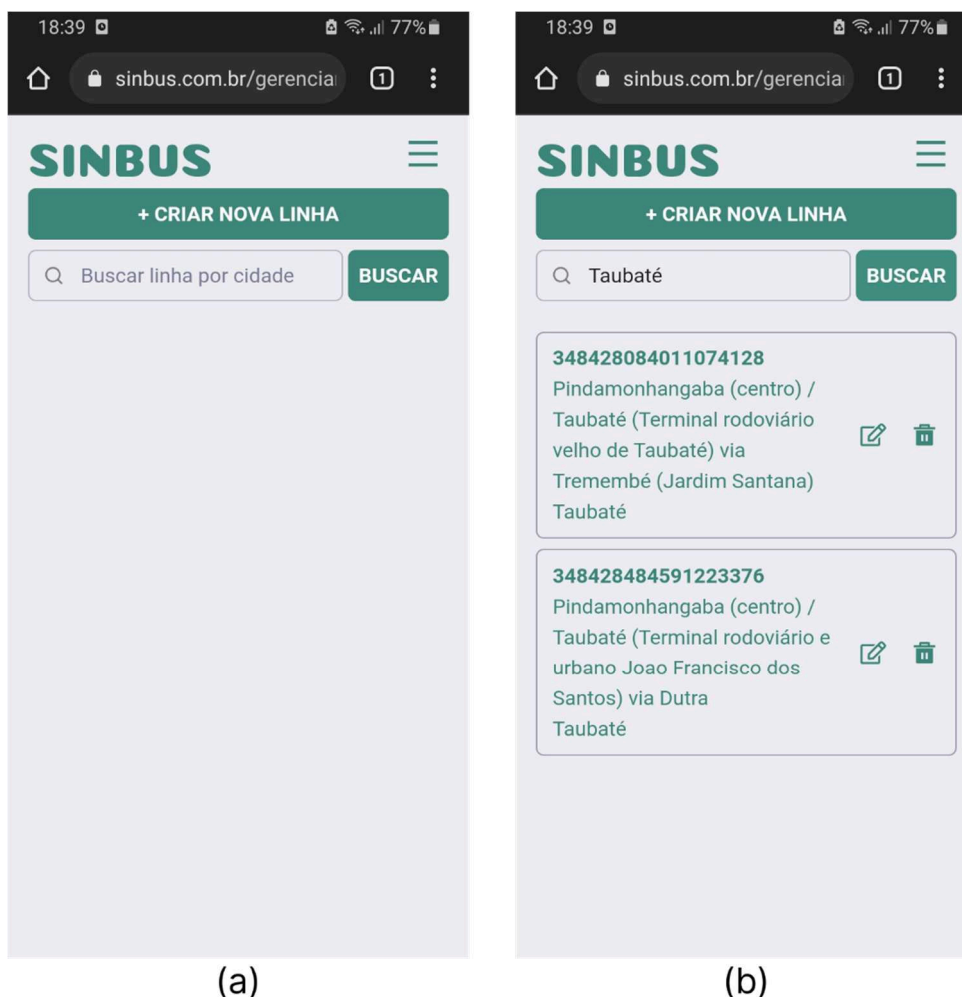 18:39
77%
sinbus.com.br/gerencia
1
SINBUS
+ CRIAR NOVA LINHA
Buscar linha por cidade
BUSCAR
(a)
18:39
77%
sinbus.com.br/gerencia
1
SINBUS
+ CRIAR NOVA LINHA
Taubaté
BUSCAR
348428084011074128
Pindamonhangaba (centro) /
Taubaté (Terminal rodoviário
velho de Taubaté) via
Tremembé (Jardim Santana)
Taubaté
348428484591223376
Pindamonhangaba (centro) /
Taubaté (Terminal rodoviário e
urbano Joao Francisco dos
Santos) via Dutra
Taubaté
(b)